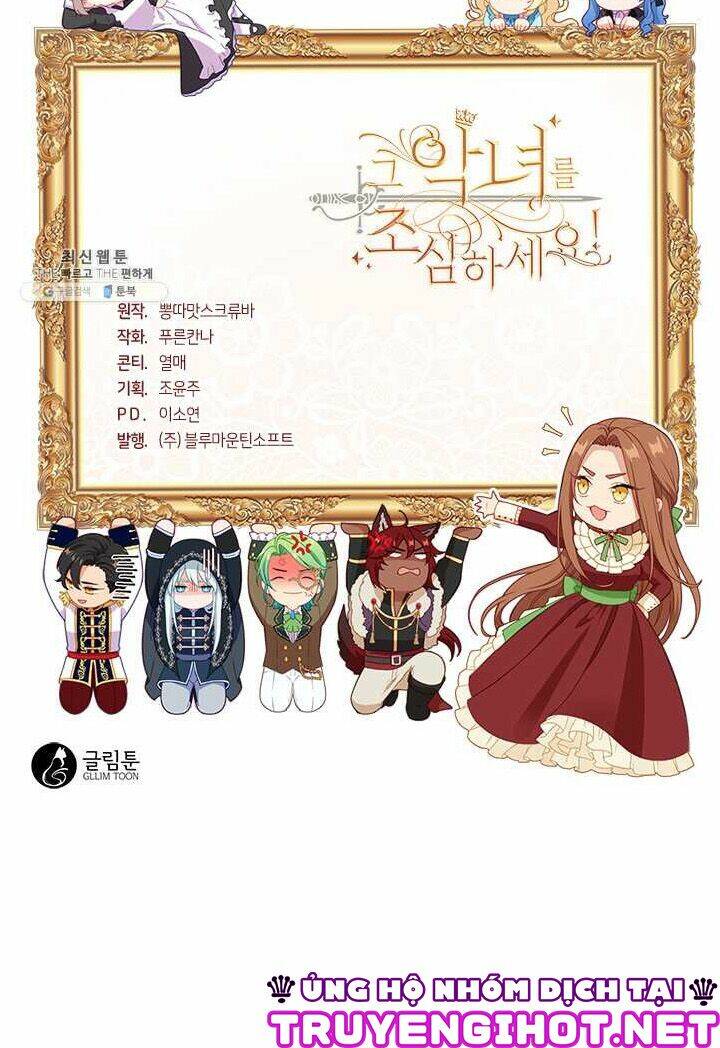 그 악녀를
조심하세요!
최신웹툰
THE 빠르고 THE 편하게
구글검색 툰북
원작. 뽕따맛스크류바
작화. 푸른칸나
콘티. 열매
기획. 조윤주
PD. 이소연
발행. (주)블루마운틴소프트
글림툰
GLLIM TOON
ỦNG HỘ NHÓM DỊCH TẠI
TRUYENGIHOT.NET